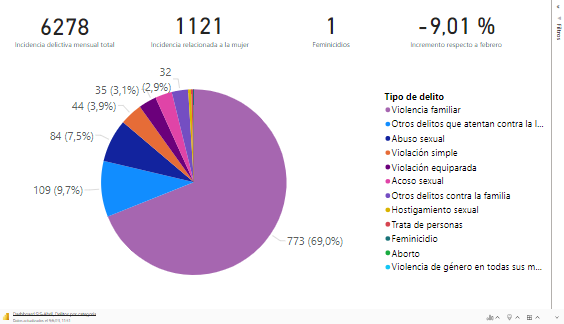 6278
Incidencia delictiva mensual total
1121
Incidencia relacionada a la mujer
1
Feminicidios
-9,01 %
Incremento respecto a febrero
Filtros
32
(2,9%)
35 (3,1%)
44 (3,9%)
84 (7,5%)
109 (9,7%)
773 (69,0%)
Tipo de delito
Violencia familiar
Otros delitos que atentan contra la l...
Abuso sexual
Violación simple
Violación equiparada
Acoso sexual
Otros delitos contra la familia
Hostigamiento sexual
Trata de personas
Feminicidio
Aborto
Violencia de género en todas sus m...